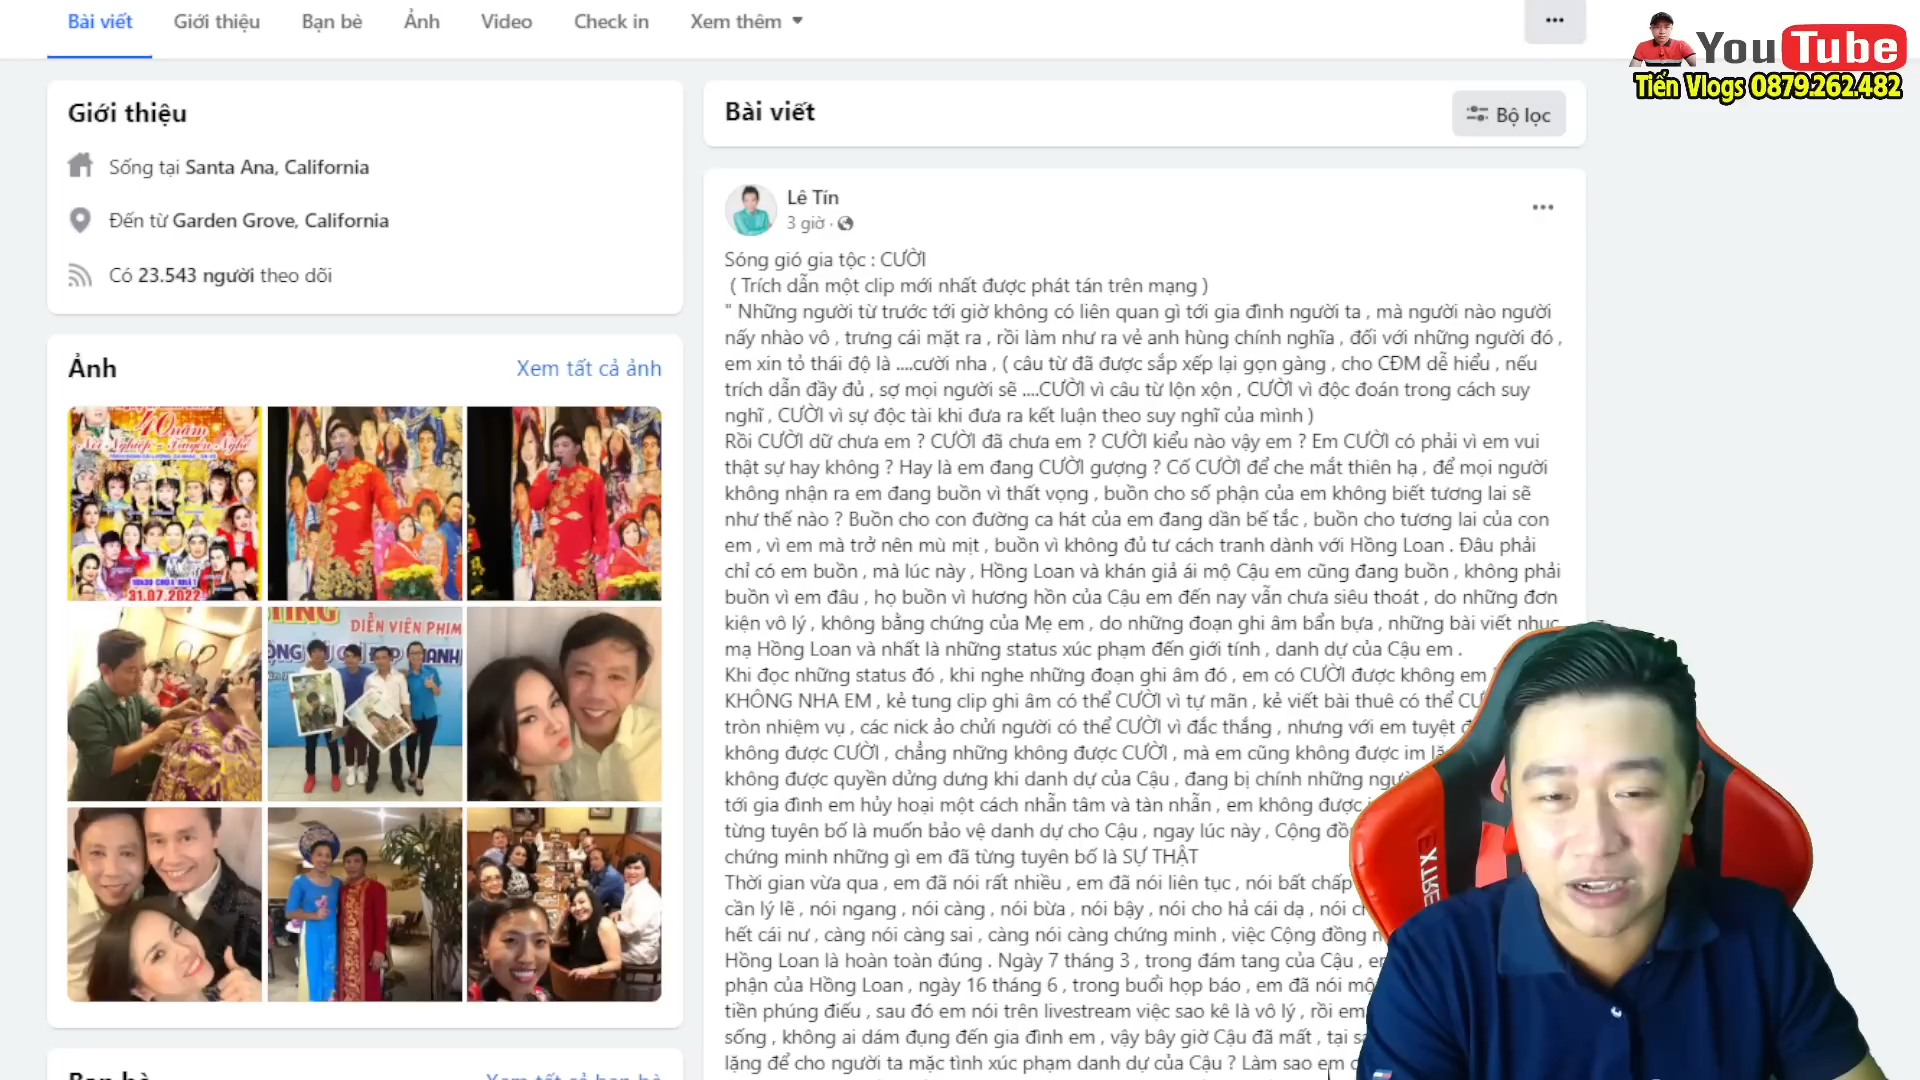 Bài viết
Giới thiệu
Bạn bè
Ảnh
Video
Check in
Xem thêm
YouTube
Tiến Vlogs 0879.262.482
Giới thiệu
Sống tại Santa Ana, California
Đến từ Garden Grove, California
Có 23.543 người theo dõi
Ảnh
Xem tất cả ảnh
40 năm
Nối Nghiệp - Truyền Nghề
31.07.2022
TING
DIỄN VIÊN PHIM
Bài viết
Bộ lọc
Lê Tín
3 giờ ·
Sóng gió gia tộc : CƯỜI
( Trích dẫn một clip mới nhất được phát tán trên mạng )
" Những người từ trước tới giờ không có liên quan gì tới gia đình người ta , mà người nào người
nấy nhào vô , trưng cái mặt ra , rồi làm như ra vẻ anh hùng chính nghĩa , đối với những người đó ,
em xin tỏ thái độ là ....cười nha , ( câu từ đã được sắp xếp lại gọn gàng , cho CĐM dễ hiểu , nếu
trích dẫn đầy đủ , sợ mọi người sẽ ....CƯỜI vì câu từ lộn xộn , CƯỜI vì độc đoán trong cách suy
nghĩ , CƯỜI vì sự độc tài khi đưa ra kết luận theo suy nghĩ của mình )
Rồi CƯỜI dữ chưa em ? CƯỜI đã chưa em ? CƯỜI kiểu nào vậy em ? Em CƯỜI có phải vì em vui
thật sự hay không ? Hay là em đang CƯỜI gượng ? Cố CƯỜI để che mắt thiên hạ , để mọi người
không nhận ra em đang buồn vì thất vọng , buồn cho số phận của em không biết tương lai sẽ
như thế nào ? Buồn cho con đường ca hát của em đang dần bế tắc , buồn cho tương lai của con
em , vì em mà trở nên mù mịt , buồn vì không đủ tư cách tranh dành với Hồng Loan . Đâu phải
chỉ có em buồn , mà lúc này , Hồng Loan và khán giả ái mộ Cậu em cũng đang buồn , không phải
buồn vì em đâu , họ buồn vì hương hồn của Cậu em đến nay vẫn chưa siêu thoát , do những đơn
kiện vô lý , không bằng chứng của Mẹ em , do những đoạn ghi âm bẩn bựa , những bài viết nhục
mạ Hồng Loan và nhất là những status xúc phạm đến giới tính , danh dự của Cậu em .
Khi đọc những status đó , khi nghe những đoạn ghi âm đó , em có CƯỜI được không em
KHÔNG NHA EM , kẻ tung clip ghi âm có thể CƯỜI vì tự mãn , kẻ viết bài thuê có thể
tròn nhiệm vụ , các nick ảo chửi người có thể CƯỜI vì đắc thắng , nhưng với em tuyệt
không được CƯỜI , chẳng những không được CƯỜI , mà em cũng không được im
không được quyền dửng dưng khi danh dự của Cậu , đang bị chính những
tới gia đình em hủy hoại một cách nhẫn tâm và tàn nhẫn , em không được
từng tuyên bố là muốn bảo vệ danh dự cho Cậu , ngay lúc này , Cộng
chứng minh những gì em đã từng tuyên bố là SỰ THẬT
Thời gian vừa qua , em đã nói rất nhiều , em đã nói liên tục , nói bất chấp
cần lý lẽ , nói ngang , nói càng , nói bừa , nói bậy , nói cho hả cái dạ , nói
hết cái nư , càng nói càng sai , càng nói càng chứng minh , việc Cộng đồng
Hồng Loan là hoàn toàn đúng . Ngày 7 tháng 3 , trong đám tang của Cậu ,
phận của Hồng Loan , ngày 16 tháng 6 , trong buổi họp báo , em đã nói
tiền phúng điếu , sau đó em nói trên livestream việc sao kê là vô lý , rồi em
sống , không ai dám đụng đến gia đình em , vậy bây giờ Cậu đã mất , tại
lặng để cho người ta mặc tình xúc phạm danh dự của Cậu ? Làm sao em